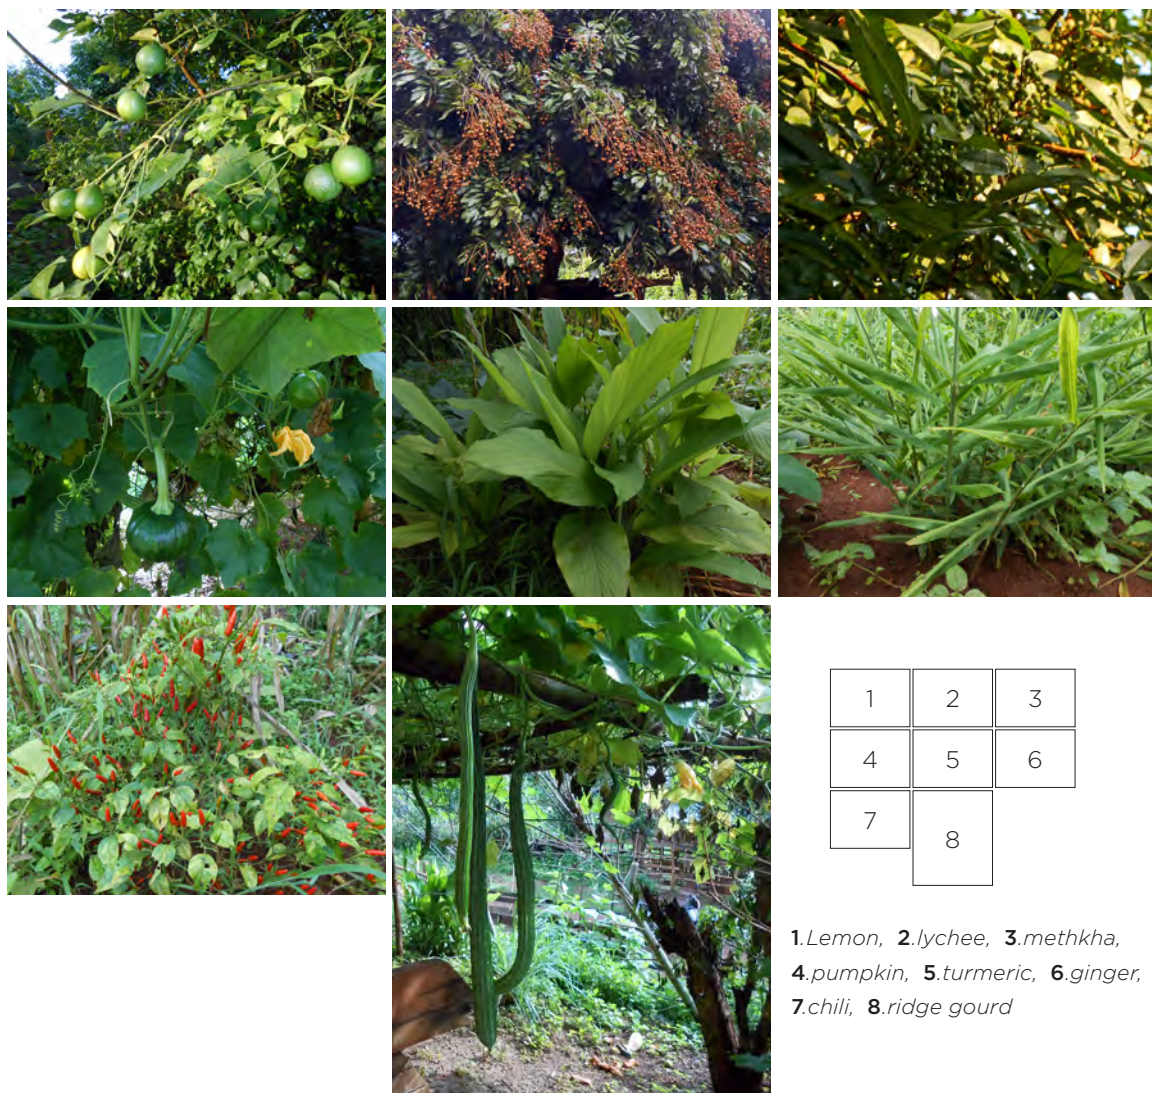 1 2 3
4 5 6
7 8
1.Lemon, 2.lychee, 3.methkha,
4.pumpkin, 5.turmeric, 6.ginger,
7.chili, 8.ridge gourd